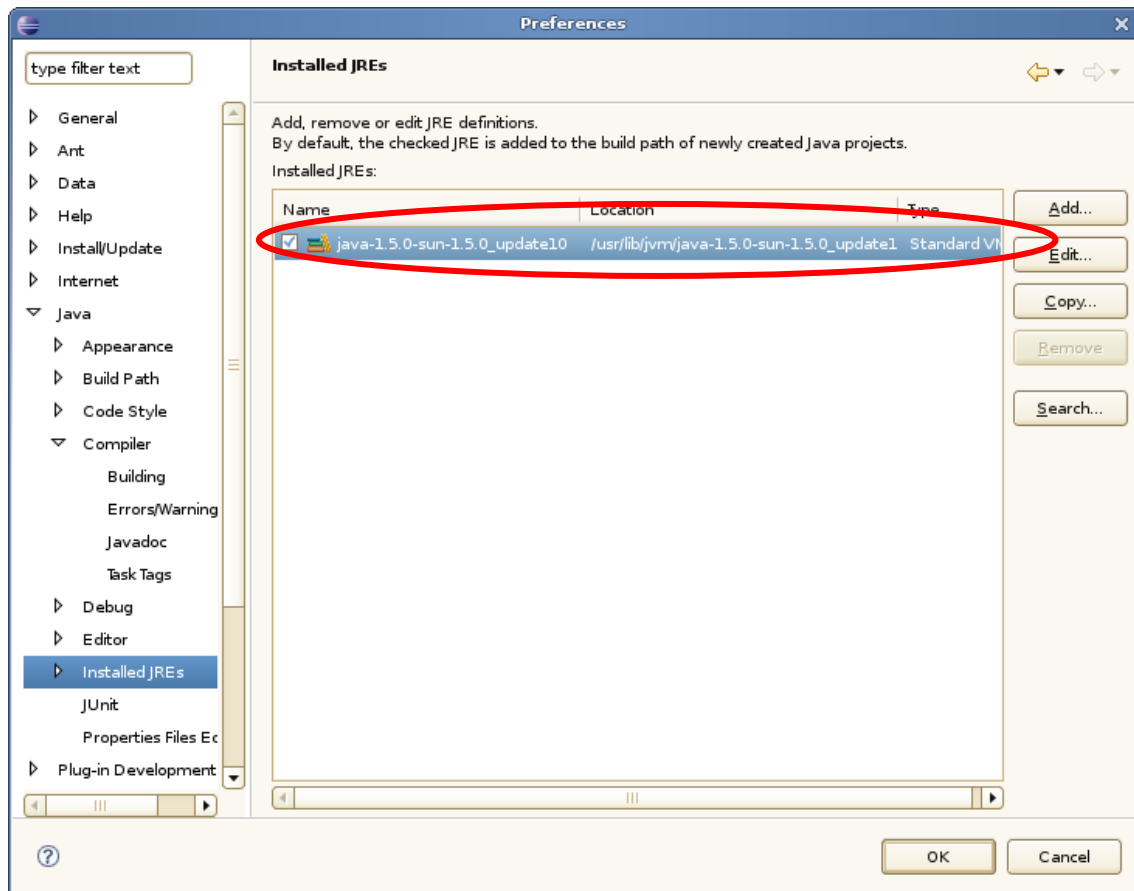 Preferences
type filter text
Installed JREs
General
Ant
Data
Help
Install/Update
Internet
Java
Appearance
Build Path
Code Style
Compiler
Building
Errors/Warning
Javadoc
Task Tags
Debug
Editor
Installed JREs
JUnit
Properties Files Ec
Plug-in Development
Add, remove or edit JRE definitions.
By default, the checked JRE is added to the build path of newly created Java projects.
Installed JREs:
Name Location Type
java-1.5.0-sun-1.5.0_update10 /usr/lib/jvm/java-1.5.0-sun-1.5.0_update1 Standard VM
Add...
Edit...
Copy...
Remove
Search...
OK Cancel